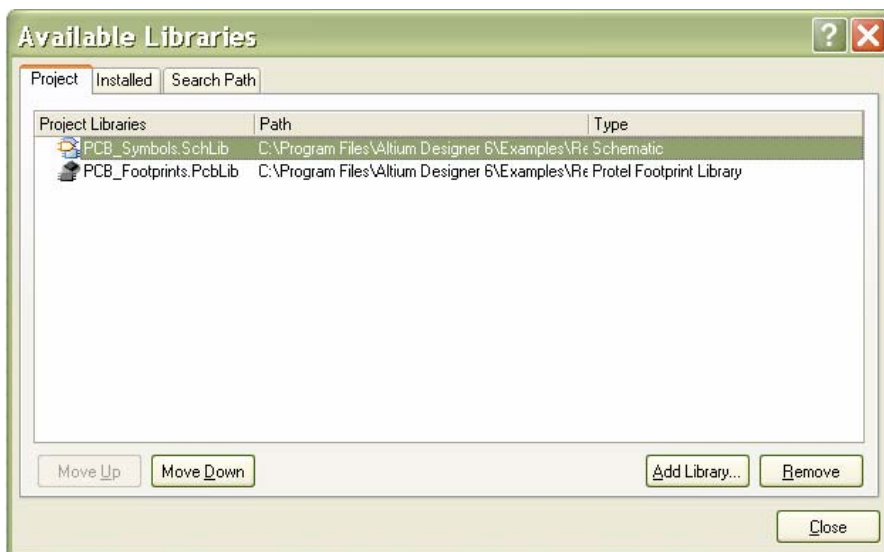 Available Libraries
Project Installed Search Path
Project Libraries Path Type
PCB_Symbols.SchLib C:\Program Files\Altium Designer 6\Examples\Re Schematic
PCB_Footprints.PcbLib C:\Program Files\Altium Designer 6\Examples\Re Protel Footprint Library
Move Up Move Down Add Library... Remove
Close